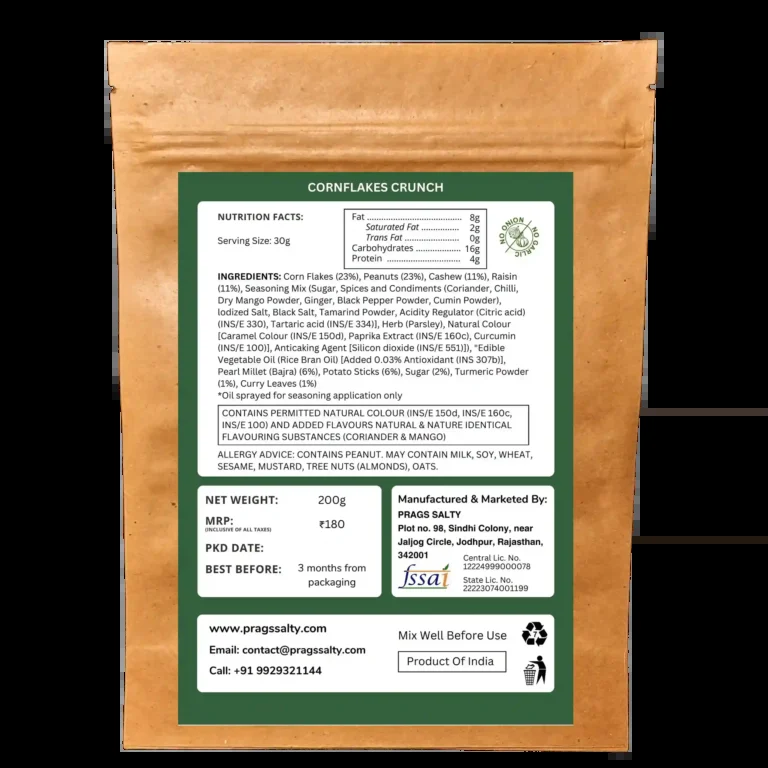 CORNFLAKES CRUNCH
NUTRITION FACTS:
Serving Size: 30g
Fat ........................................ 8g
Saturated Fat ..................... 2g
Trans Fat ........................... 0g
Carbohydrates ................... 16g
Protein .............................. 4g
NO ONION NO GARLIC
INGREDIENTS: Corn Flakes (23%), Peanuts (23%), Cashew (11%), Raisin
(11%), Seasoning Mix (Sugar, Spices and Condiments (Coriander, Chilli,
Dry Mango Powder, Ginger, Black Pepper Powder, Cumin Powder),
Iodized Salt, Black Salt, Tamarind Powder, Acidity Regulator (Citric acid)
(INS/E 330), Tartaric acid (INS/E 334)], Herb (Parsley), Natural Colour
[Caramel Colour (INS/E 150d), Paprika Extract (INS/E 160c), Curcumin
(INS/E 100)], Anticaking Agent [Silicon dioxide (INS/E 551)]), *Edible
Vegetable Oil (Rice Bran Oil) [Added 0.03% Antioxidant (INS 307b)],
Pearl Millet (Bajra) (6%), Potato Sticks (6%), Sugar (2%), Turmeric Powder
(1%), Curry Leaves (1%)
*Oil sprayed for seasoning application only
CONTAINS PERMITTED NATURAL COLOUR (INS/E 150d, INS/E 160c,
INS/E 100) AND ADDED FLAVOURS NATURAL & NATURE IDENTICAL
FLAVOURING SUBSTANCES (CORIANDER & MANGO)
ALLERGY ADVICE: CONTAINS PEANUT. MAY CONTAIN MILK, SOY, WHEAT,
SESAME, MUSTARD, TREE NUTS (ALMONDS), OATS.
NET WEIGHT: 200g
MRP: ₹180
(INCLUSIVE OF ALL TAXES)
PKD DATE:
BEST BEFORE: 3 months from
packaging
Manufactured & Marketed By:
PRAGS SALTY
Plot no. 98, Sindhi Colony, near
Jaljog Circle, Jodhpur, Rajasthan,
342001
fssai
Central Lic. No.
12224999000078
State Lic. No.
22223074001199
www.pragssalty.com
Email: contact@pragssalty.com
Call: +91 9929321144
Mix Well Before Use
Product Of India
7